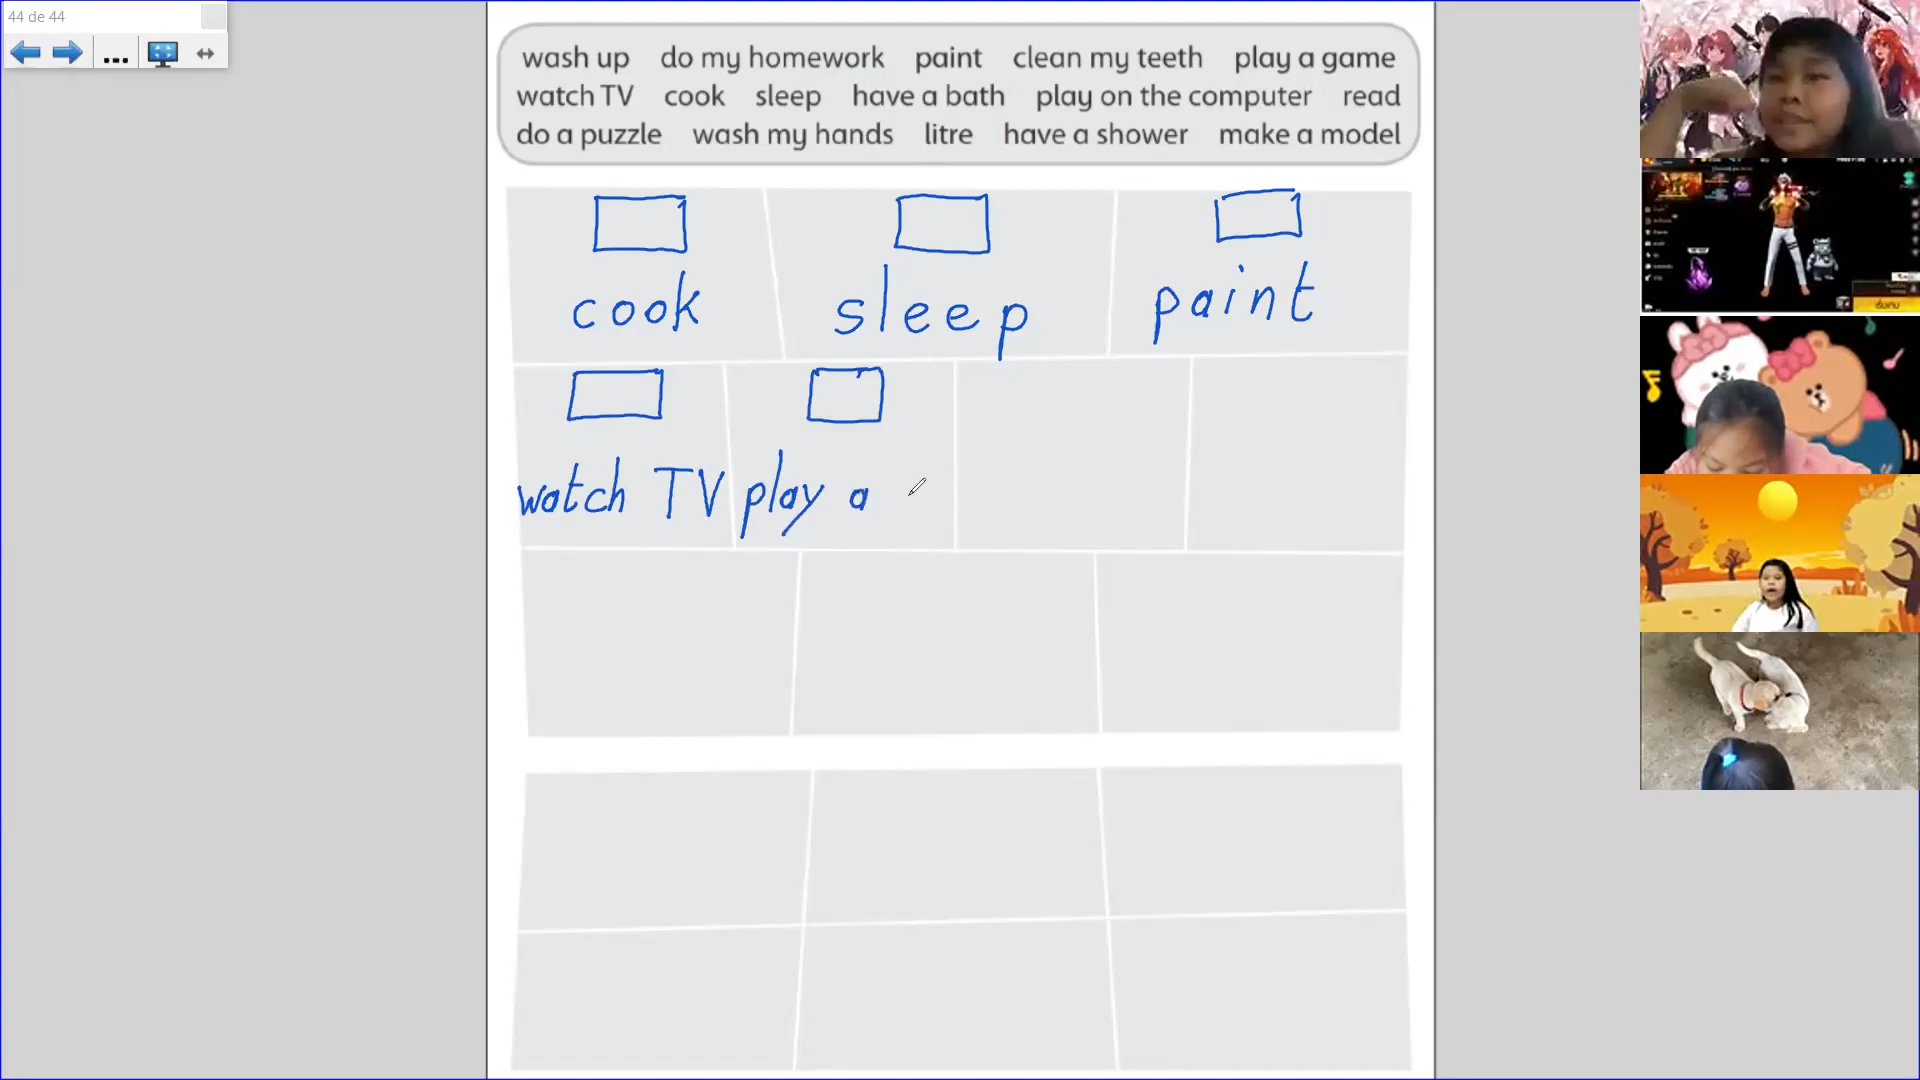 44 de 44
...
wash up do my homework paint clean my teeth play a game
watch TV cook sleep have a bath play on the computer read
do a puzzle wash my hands litre have a shower make a model
cook sleep paint
watch TV play a